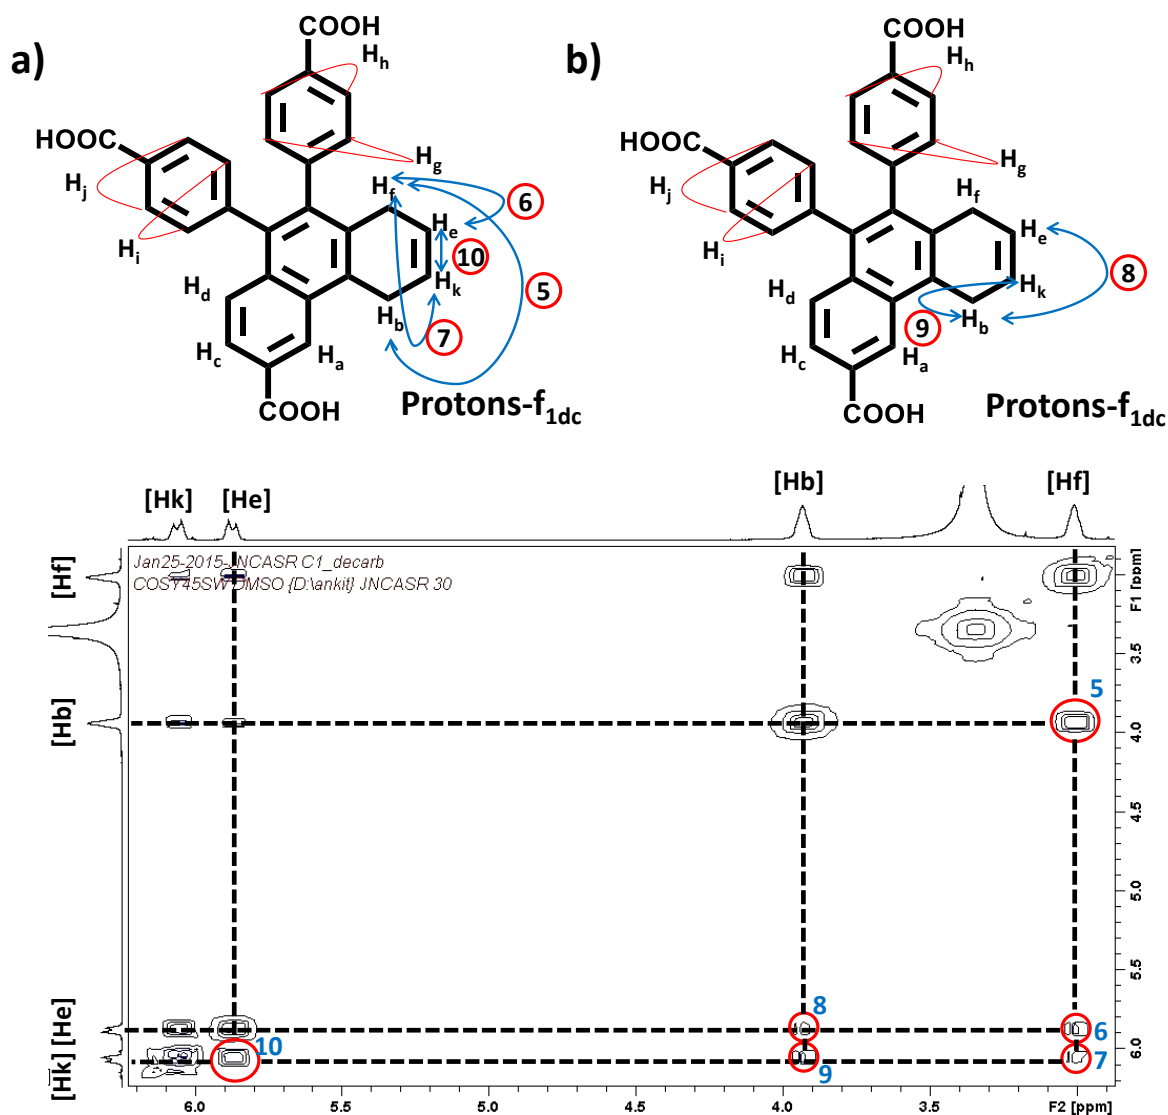 a)
COOH
Hh
HOOC
Hj
Hi
Hg
Hf
6
He
10
5
Hk
Hd
Hb
7
Hc
Ha
COOH
Protons-f1dc
b)
COOH
Hh
HOOC
Hj
Hi
Hg
Hf
He
8
Hk
Hd
9
Hb
Hc
Ha
COOH
Protons-f1dc
[Hk] [He] [Hb] [Hf]
[Hf]
[Hb]
[He]
[Hk]
Jan25-2015-JNCASR C1_decarb
COSY45SW DMSO {D:\ankit} JNCASR 30
5
8
6
10
9
7
F1 [ppm]
3.5
4.0
4.5
5.0
5.5
6.0
6.0 5.0 4.5 4.0 3.5 F2 [ppm]